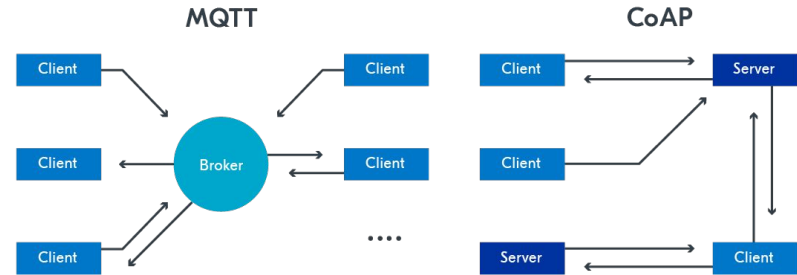 MQTT
CoAP
Client
Client
Client
Server
Client
Broker
Client
Client
....
Client
Server
Client